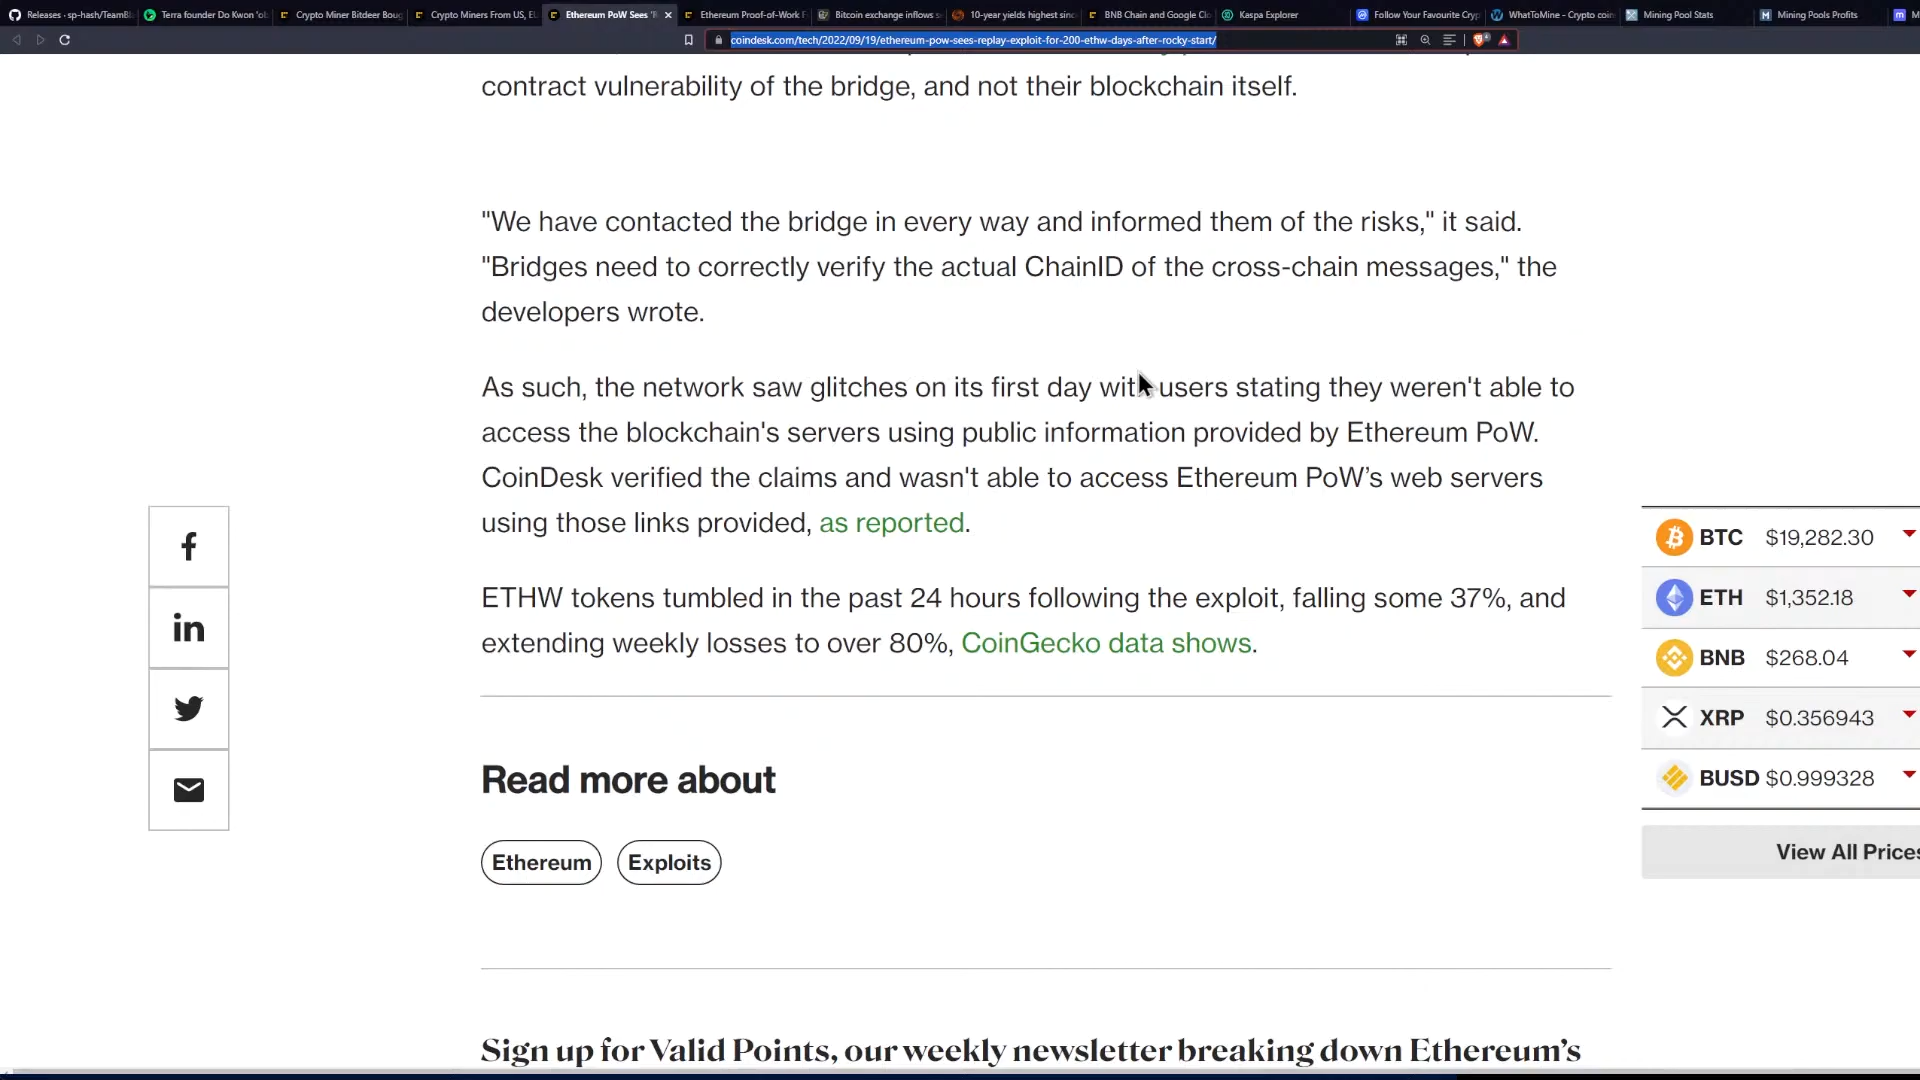 Releases · sp-hash/TeamBl
Terra founder Do Kwon 'ob
Crypto Miner Bitdeer Boug
Crypto Miners From US, EU
Ethereum PoW Sees 'R
Ethereum Proof-of-Work F
Bitcoin exchange inflows s
10-year yields highest sinc
BNB Chain and Google Clo
Kaspa Explorer
Follow Your Favourite Cryp
WhatToMine - Crypto coin
Mining Pool Stats
Mining Pools Profits
coindesk.com/tech/2022/09/19/ethereum-pow-sees-replay-exploit-for-200-ethw-days-after-rocky-start/
contract vulnerability of the bridge, and not their blockchain itself.
"We have contacted the bridge in every way and informed them of the risks," it said.
"Bridges need to correctly verify the actual ChainID of the cross-chain messages," the
developers wrote.
As such, the network saw glitches on its first day with users stating they weren't able to
access the blockchain's servers using public information provided by Ethereum PoW.
CoinDesk verified the claims and wasn't able to access Ethereum PoW’s web servers
using those links provided, as reported.
ETHW tokens tumbled in the past 24 hours following the exploit, falling some 37%, and
extending weekly losses to over 80%, CoinGecko data shows.
BTC $19,282.30
ETH $1,352.18
BNB $268.04
XRP $0.356943
BUSD $0.999328
View All Prices
Read more about
Ethereum
Exploits
Sign up for Valid Points, our weekly newsletter breaking down Ethereum’s